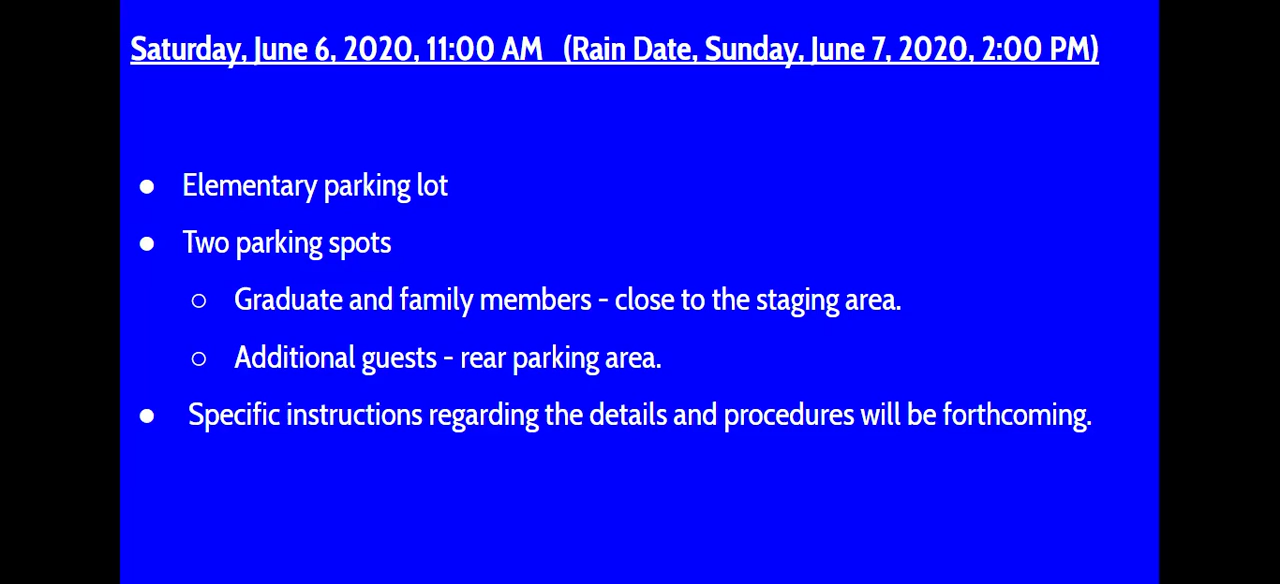 Saturday, June 6, 2020, 11:00 AM (Rain Date, Sunday, June 7, 2020, 2:00 PM)
● Elementary parking lot
● Two parking spots
○ Graduate and family members - close to the staging area.
○ Additional guests - rear parking area.
● Specific instructions regarding the details and procedures will be forthcoming.